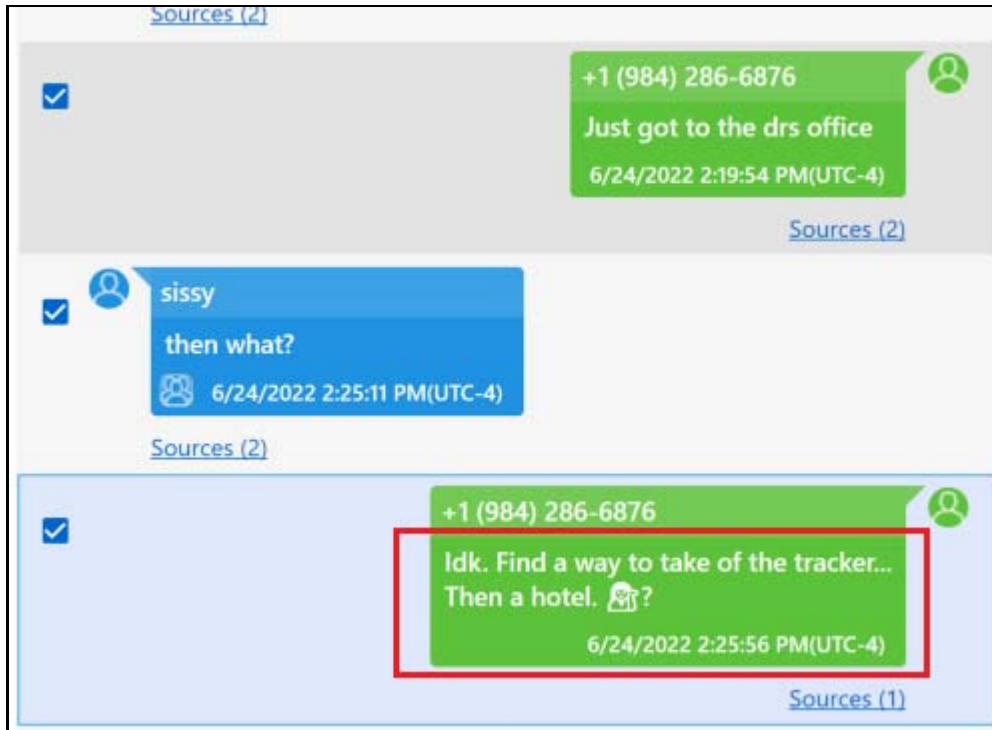 Sources (2)
+1 (984) 286-6876
Just got to the drs office
6/24/2022 2:19:54 PM(UTC-4)
Sources (2)
sissy
then what?
6/24/2022 2:25:11 PM(UTC-4)
Sources (2)
+1 (984) 286-6876
Idk. Find a way to take of the tracker...
Then a hotel. 🤷?
6/24/2022 2:25:56 PM(UTC-4)
Sources (1)